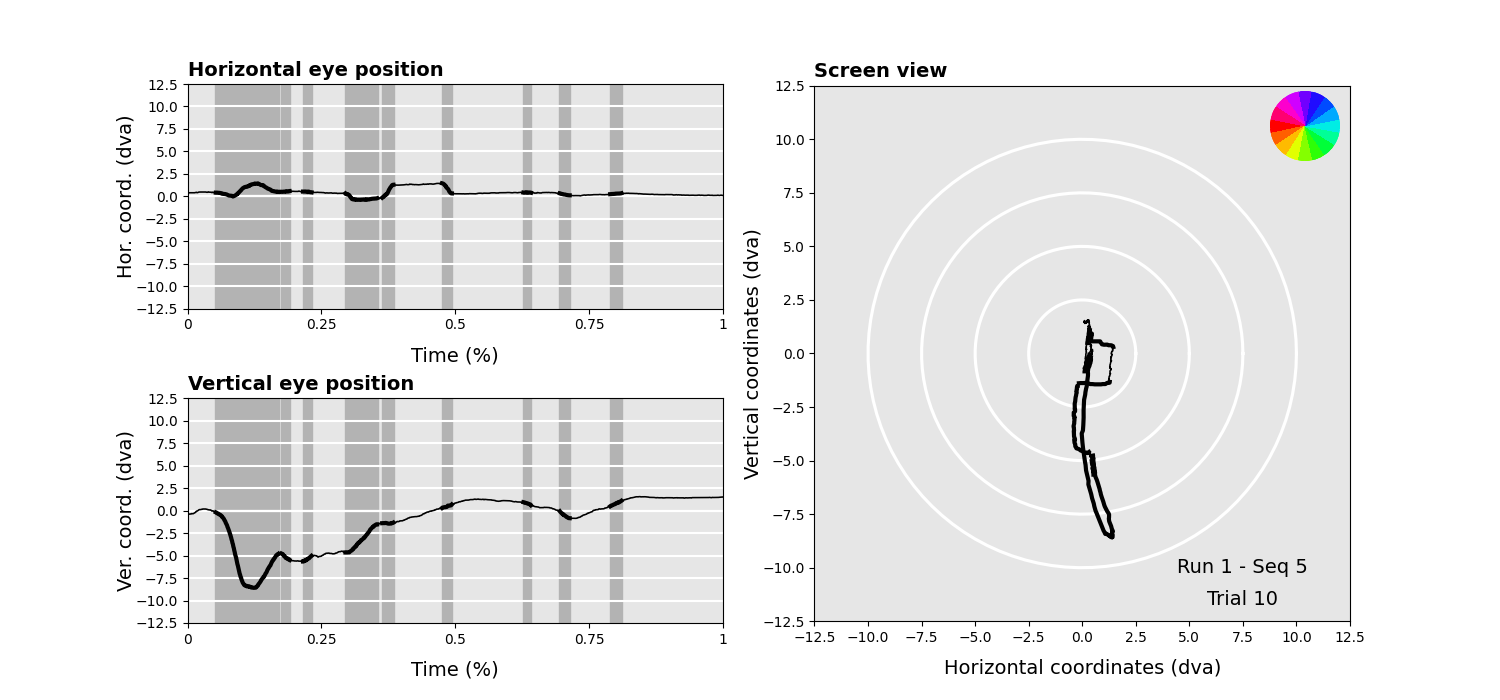 Horizontal eye position
12.5
10.0
7.5
5.0
2.5
0.0
−2.5
−5.0
−7.5
−10.0
−12.5
Hor. coord. (dva)
0 0.25 0.5 0.75 1
Time (%)
Vertical eye position
12.5
10.0
7.5
5.0
2.5
0.0
−2.5
−5.0
−7.5
−10.0
−12.5
Ver. coord. (dva)
0 0.25 0.5 0.75 1
Time (%)
Screen view
12.5
10.0
7.5
5.0
2.5
0.0
−2.5
−5.0
−7.5
−10.0
−12.5
Vertical coordinates (dva)
Run 1 - Seq 5
Trial 10
−12.5 −10.0 −7.5 −5.0 −2.5 0.0 2.5 5.0 7.5 10.0 12.5
Horizontal coordinates (dva)